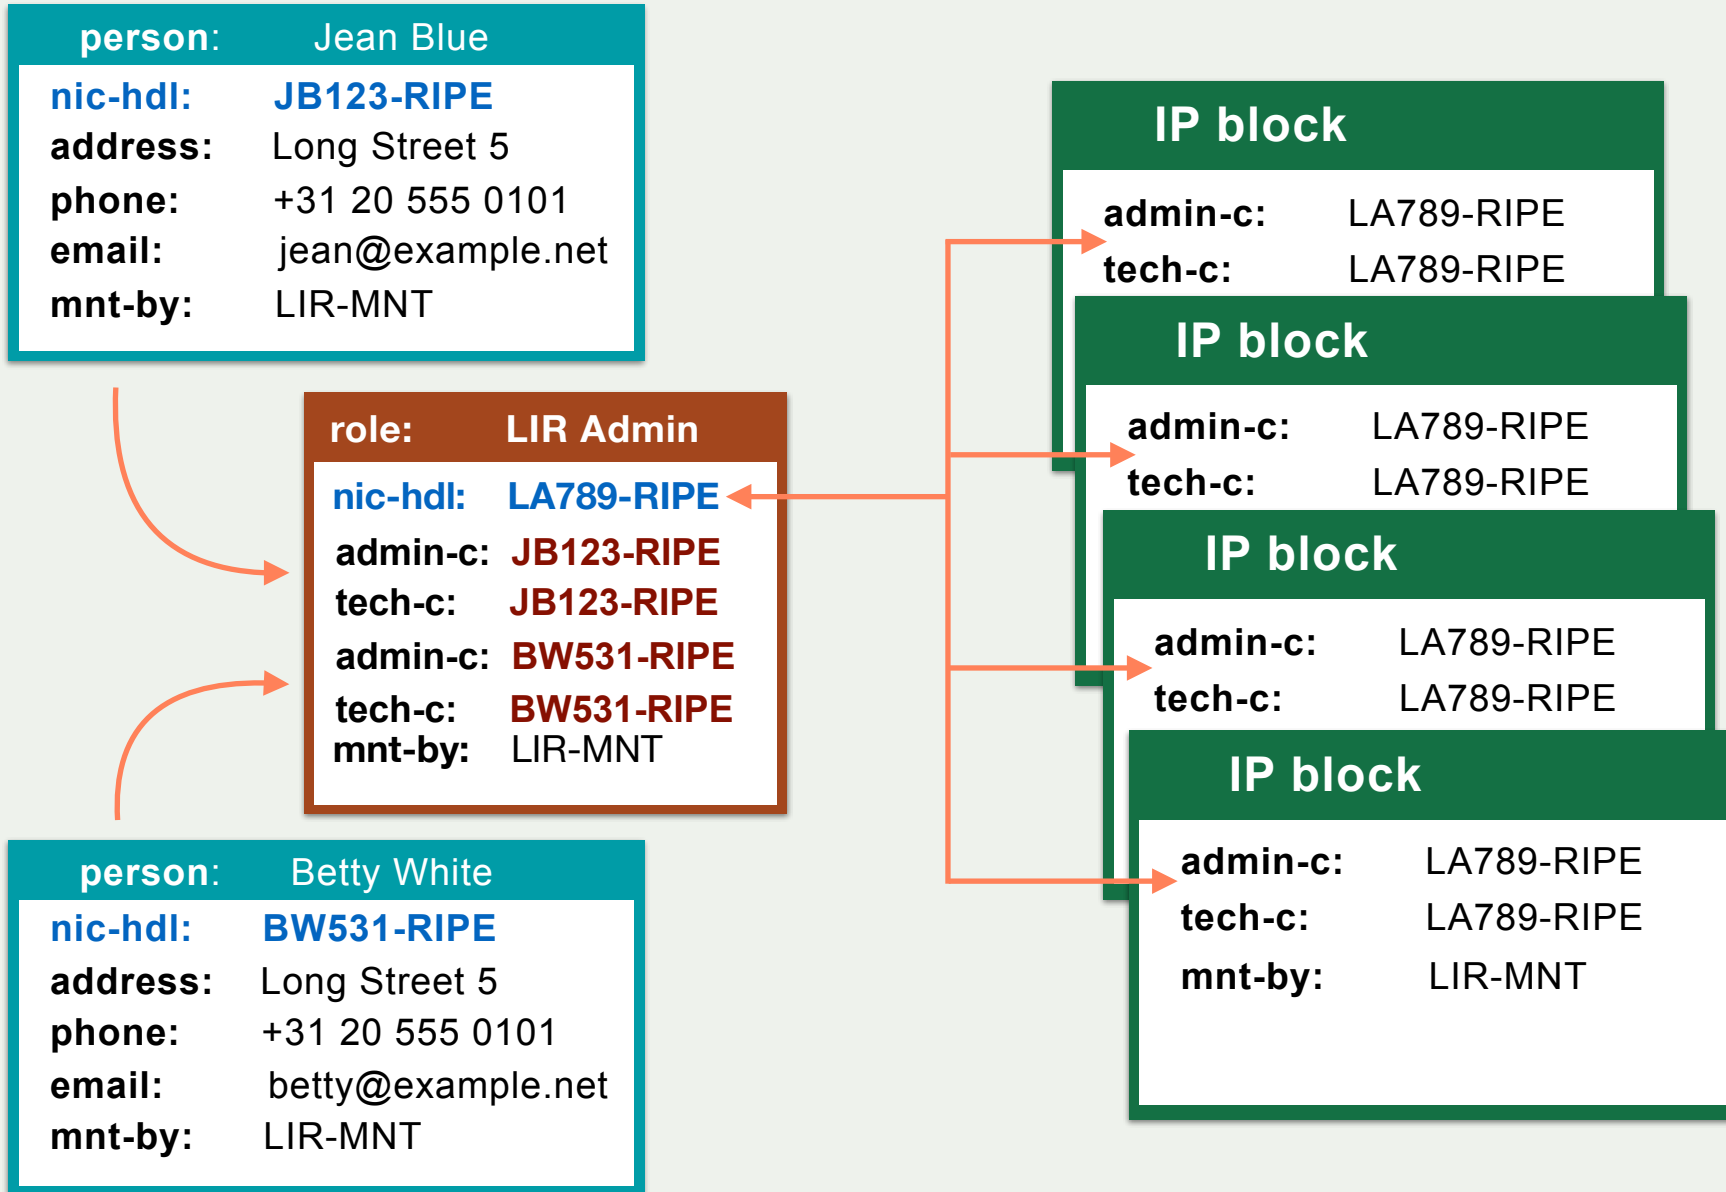 person: Jean Blue
nic-hdl: JB123-RIPE
address: Long Street 5
phone: +31 20 555 0101
email: jean@example.net
mnt-by: LIR-MNT
role: LIR Admin
nic-hdl: LA789-RIPE
admin-c: JB123-RIPE
tech-c: JB123-RIPE
admin-c: BW531-RIPE
tech-c: BW531-RIPE
mnt-by: LIR-MNT
person: Betty White
nic-hdl: BW531-RIPE
address: Long Street 5
phone: +31 20 555 0101
email: betty@example.net
mnt-by: LIR-MNT
IP block
admin-c: LA789-RIPE
tech-c: LA789-RIPE
IP block
admin-c: LA789-RIPE
tech-c: LA789-RIPE
IP block
admin-c: LA789-RIPE
tech-c: LA789-RIPE
IP block
admin-c: LA789-RIPE
tech-c: LA789-RIPE
mnt-by: LIR-MNT